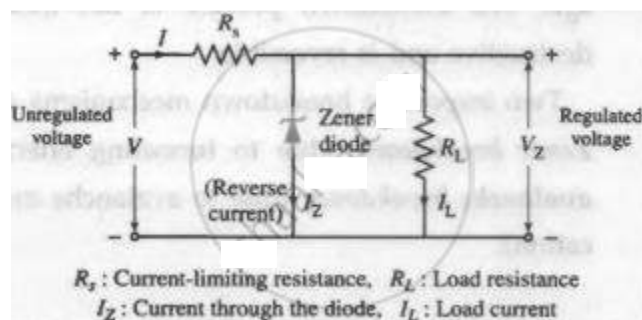 R_s
+ I +
Unregulated voltage
V
Zener diode
R_L
V_Z
Regulated voltage
(Reverse current)
I_Z
I_L
− −
R_s : Current-limiting resistance, R_L : Load resistance
I_Z : Current through the diode, I_L : Load current